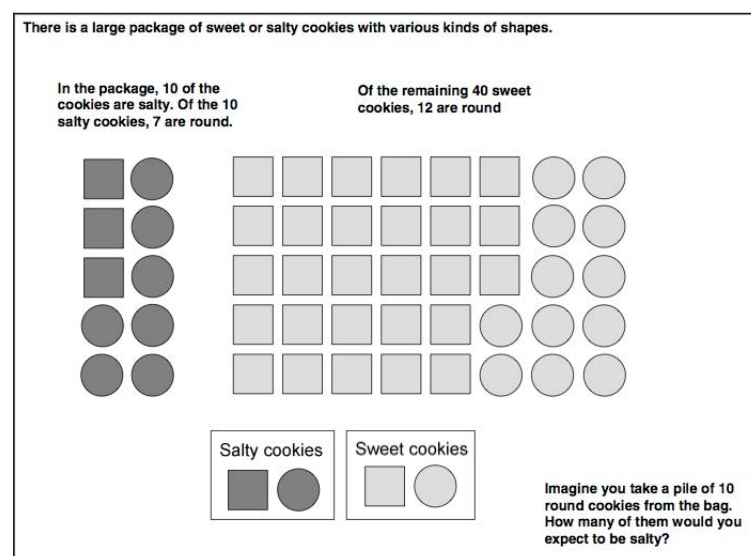 There is a large package of sweet or salty cookies with various kinds of shapes.
In the package, 10 of the
cookies are salty. Of the 10
salty cookies, 7 are round.
Of the remaining 40 sweet
cookies, 12 are round
Salty cookies
Sweet cookies
Imagine you take a pile of 10
round cookies from the bag.
How many of them would you
expect to be salty?